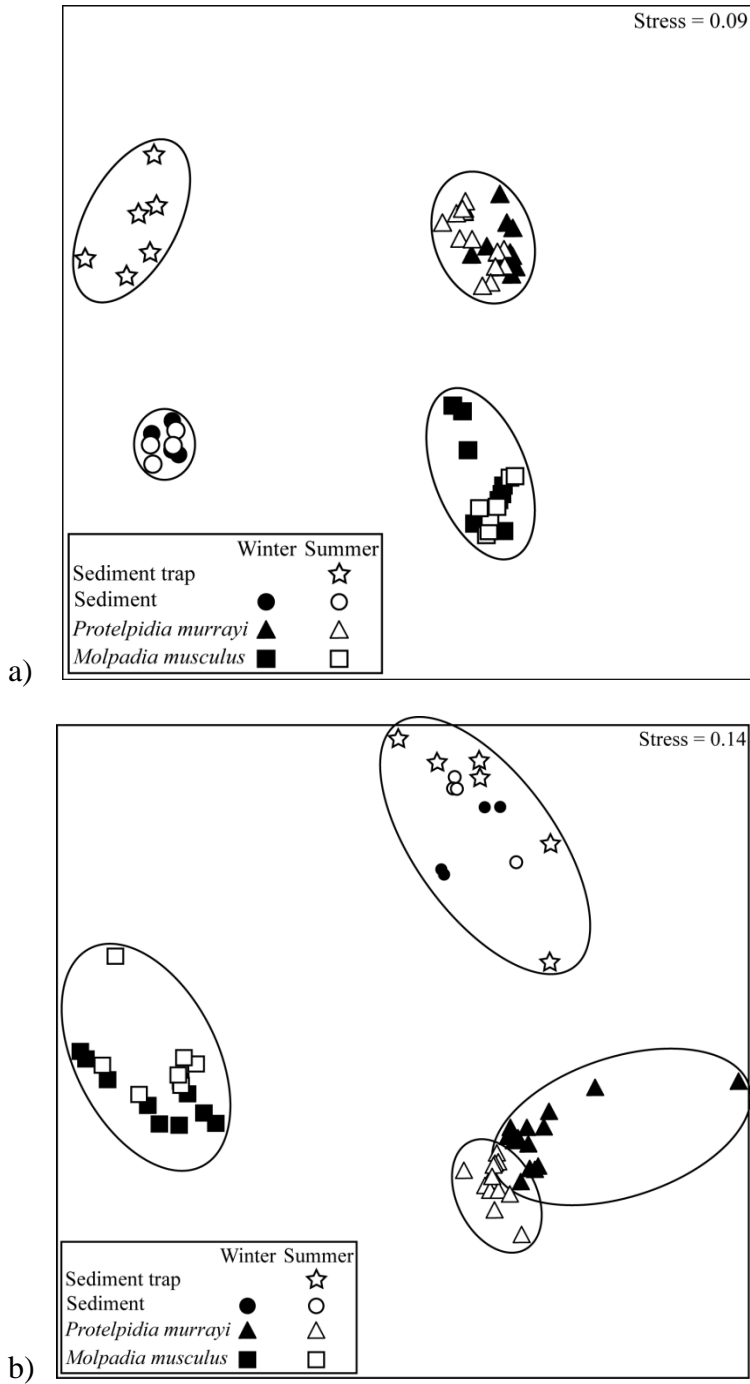 Stress = 0.09
Winter Summer
Sediment trap
Sediment
Protelpidia murrayi
Molpadia musculus
a)
Stress = 0.14
Winter Summer
Sediment trap
Sediment
Protelpidia murrayi
Molpadia musculus
b)